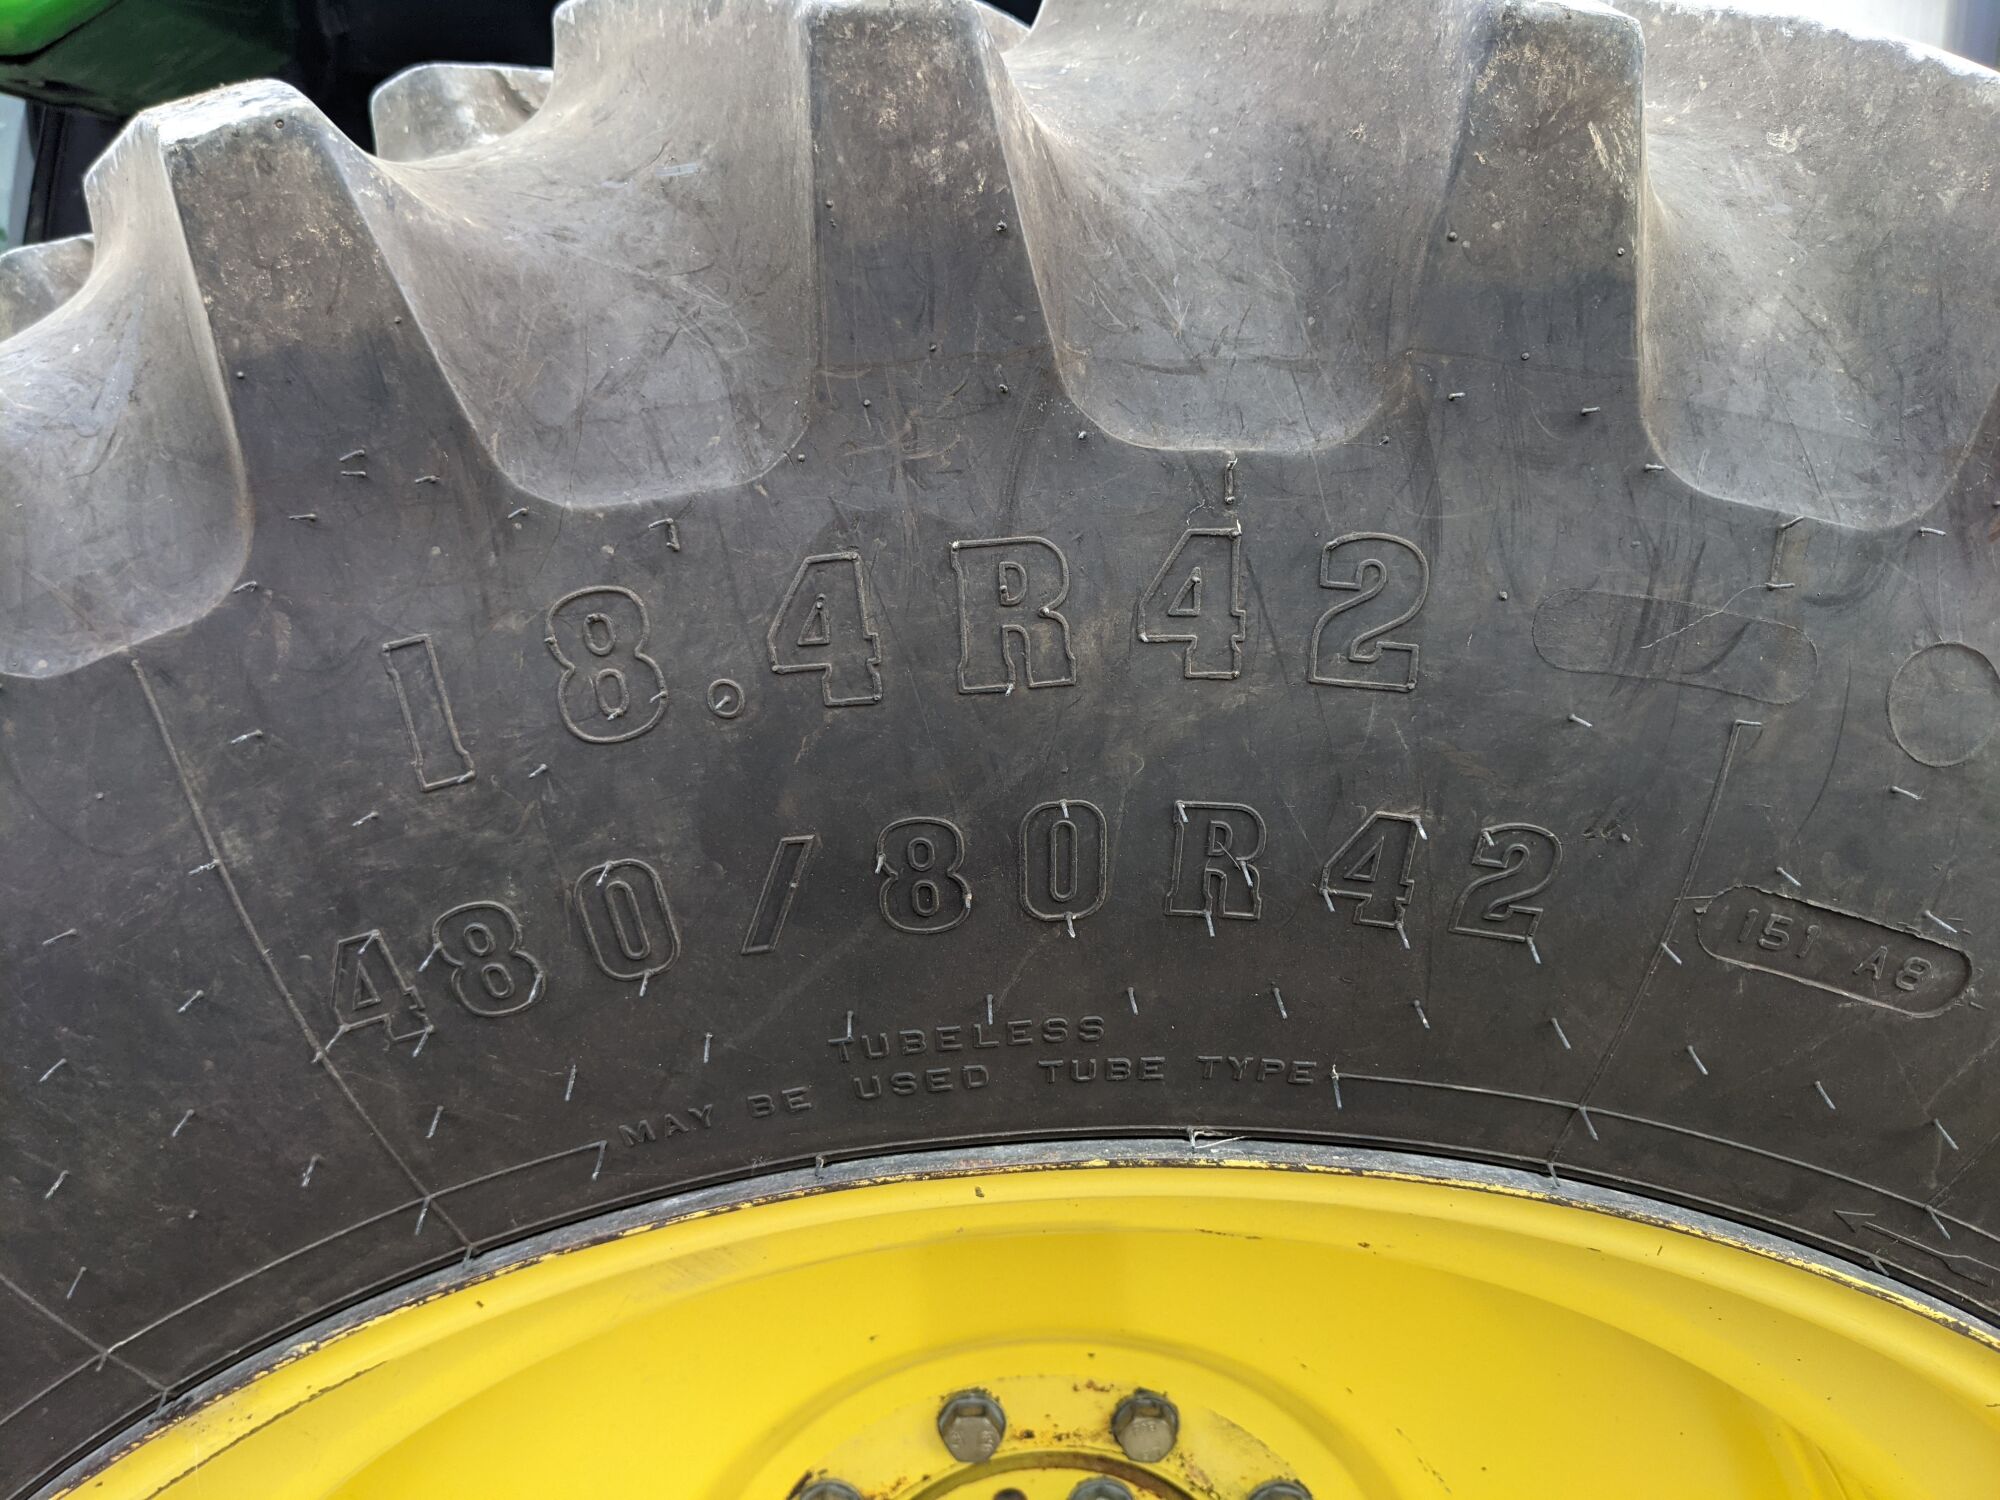 18.4R42
480/80R42
151 A8
TUBELESS
MAY BE USED TUBE TYPE